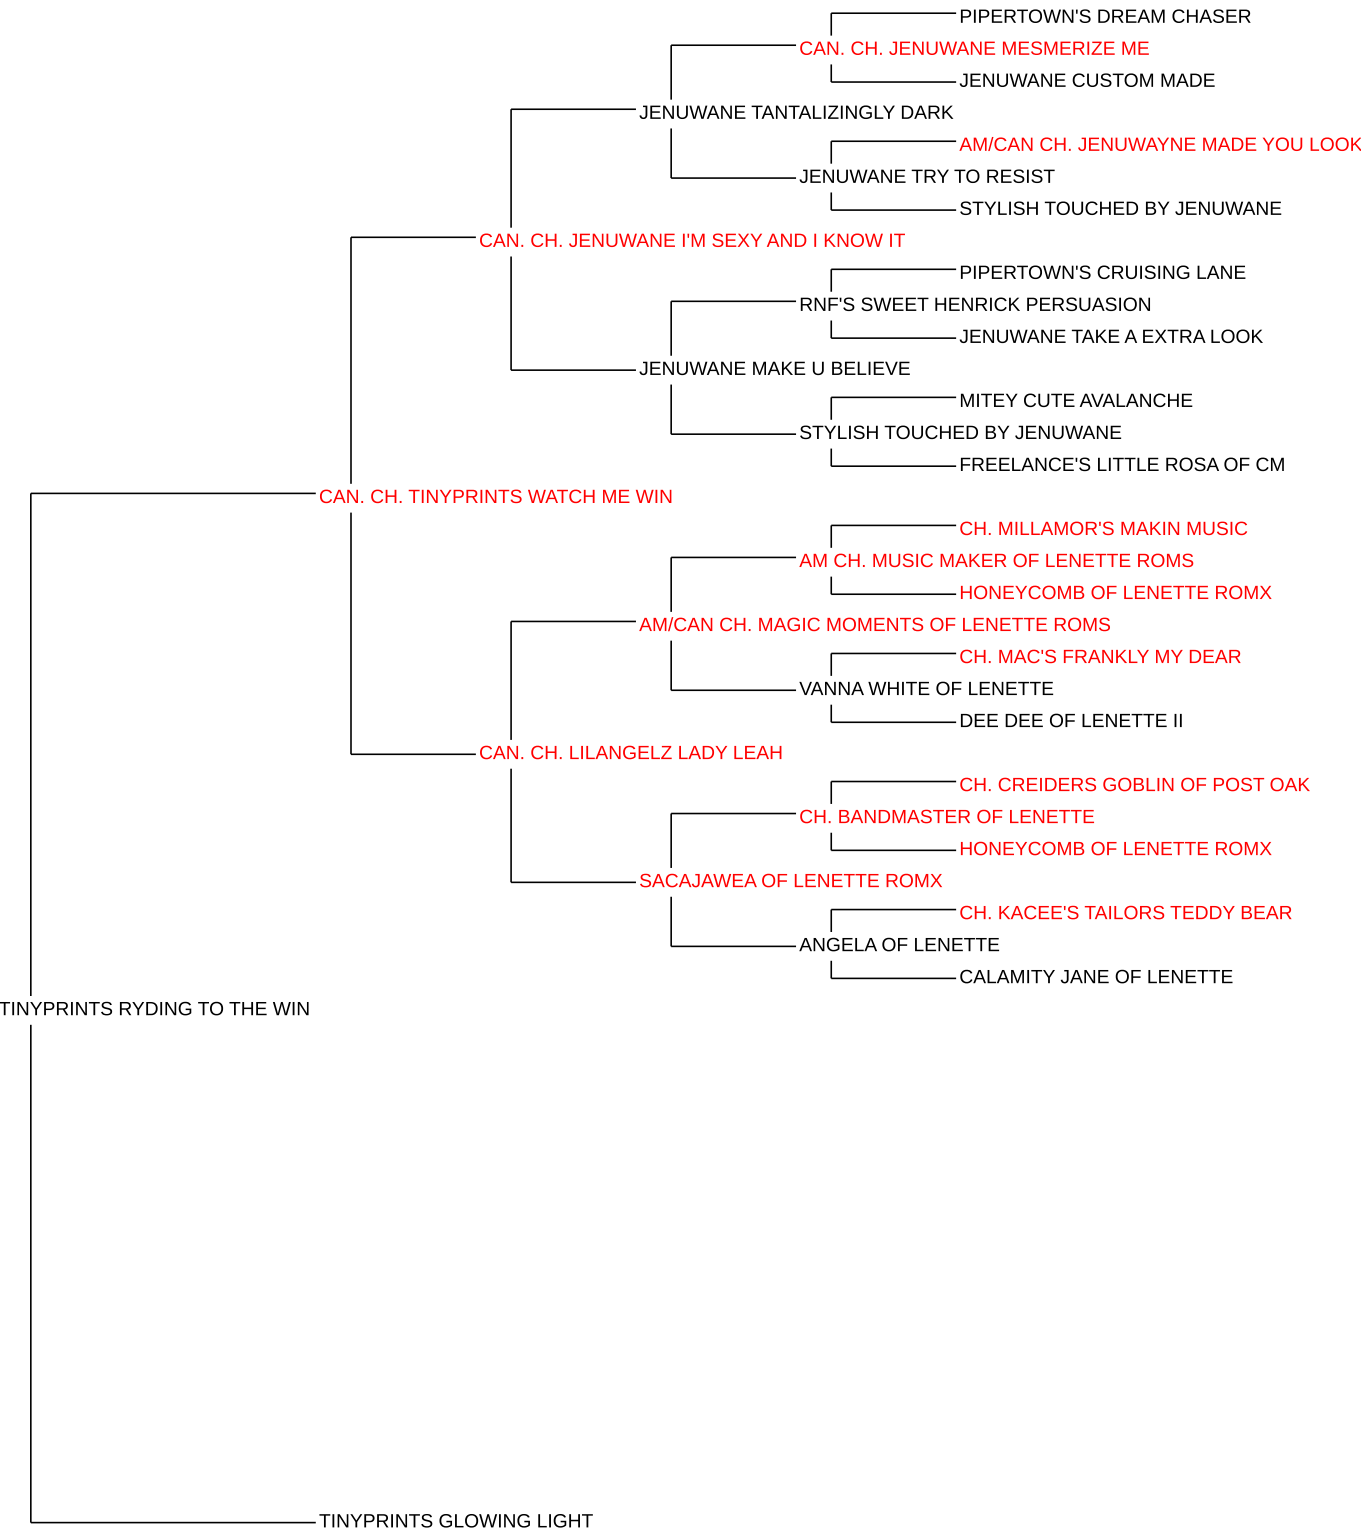 PIPERTOWN'S DREAM CHASER
CAN. CH. JENUWANE MESMERIZE ME
JENUWANE CUSTOM MADE
JENUWANE TANTALIZINGLY DARK
AM/CAN CH. JENUWAYNE MADE YOU LOOK
JENUWANE TRY TO RESIST
STYLISH TOUCHED BY JENUWANE
CAN. CH. JENUWANE I'M SEXY AND I KNOW IT
PIPERTOWN'S CRUISING LANE
RNF'S SWEET HENRICK PERSUASION
JENUWANE TAKE A EXTRA LOOK
JENUWANE MAKE U BELIEVE
MITEY CUTE AVALANCHE
STYLISH TOUCHED BY JENUWANE
FREELANCE'S LITTLE ROSA OF CM
CAN. CH. TINYPRINTS WATCH ME WIN
CH. MILLAMOR'S MAKIN MUSIC
AM CH. MUSIC MAKER OF LENETTE ROMS
HONEYCOMB OF LENETTE ROMX
AM/CAN CH. MAGIC MOMENTS OF LENETTE ROMS
CH. MAC'S FRANKLY MY DEAR
VANNA WHITE OF LENETTE
DEE DEE OF LENETTE II
CAN. CH. LILANGELZ LADY LEAH
CH. CREIDERS GOBLIN OF POST OAK
CH. BANDMASTER OF LENETTE
HONEYCOMB OF LENETTE ROMX
SACAJAWEA OF LENETTE ROMX
CH. KACEE'S TAILORS TEDDY BEAR
ANGELA OF LENETTE
CALAMITY JANE OF LENETTE
TINYPRINTS RYDING TO THE WIN
TINYPRINTS GLOWING LIGHT